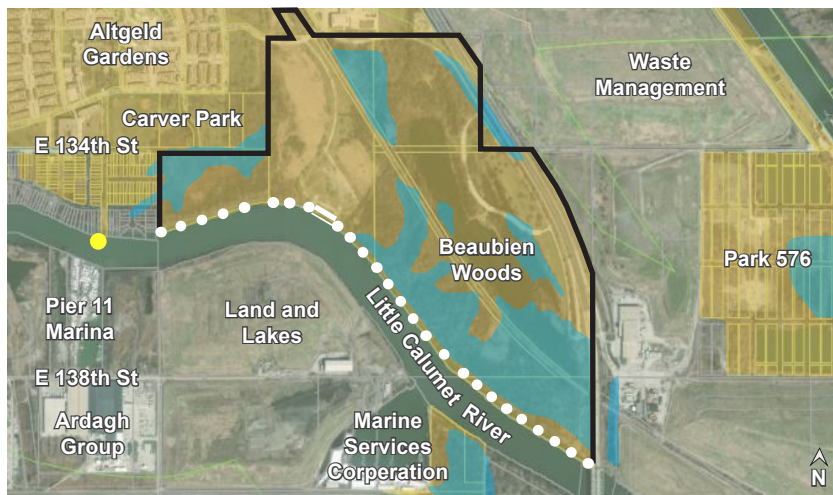 Altgeld
Gardens
Waste
Management
Carver Park
E 134th St
Beaubien
Woods
Park 576
Pier 11
Marina
Land and
Lakes
Little Calumet River
E 138th St
Ardagh
Group
Marine
Services
Corperation
N